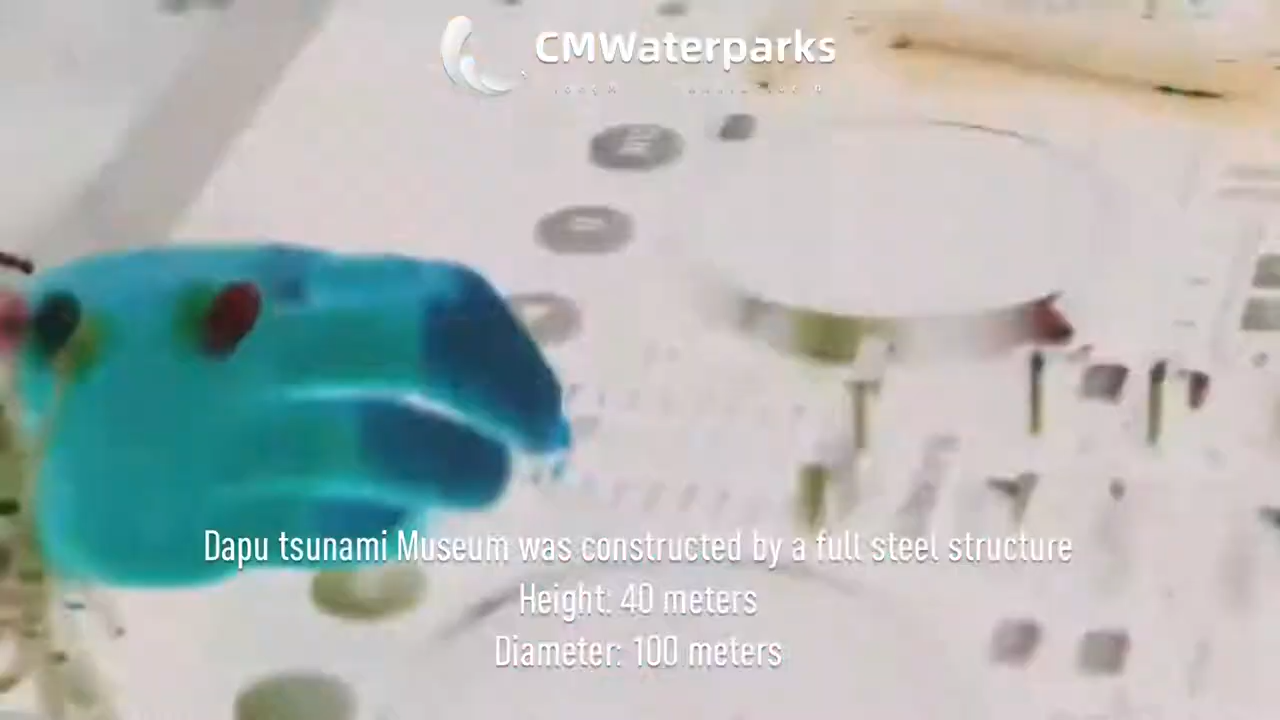 CMWaterparks
Dapu tsunami Museum was constructed by a full steel structure
Height: 40 meters
Diameter: 100 meters